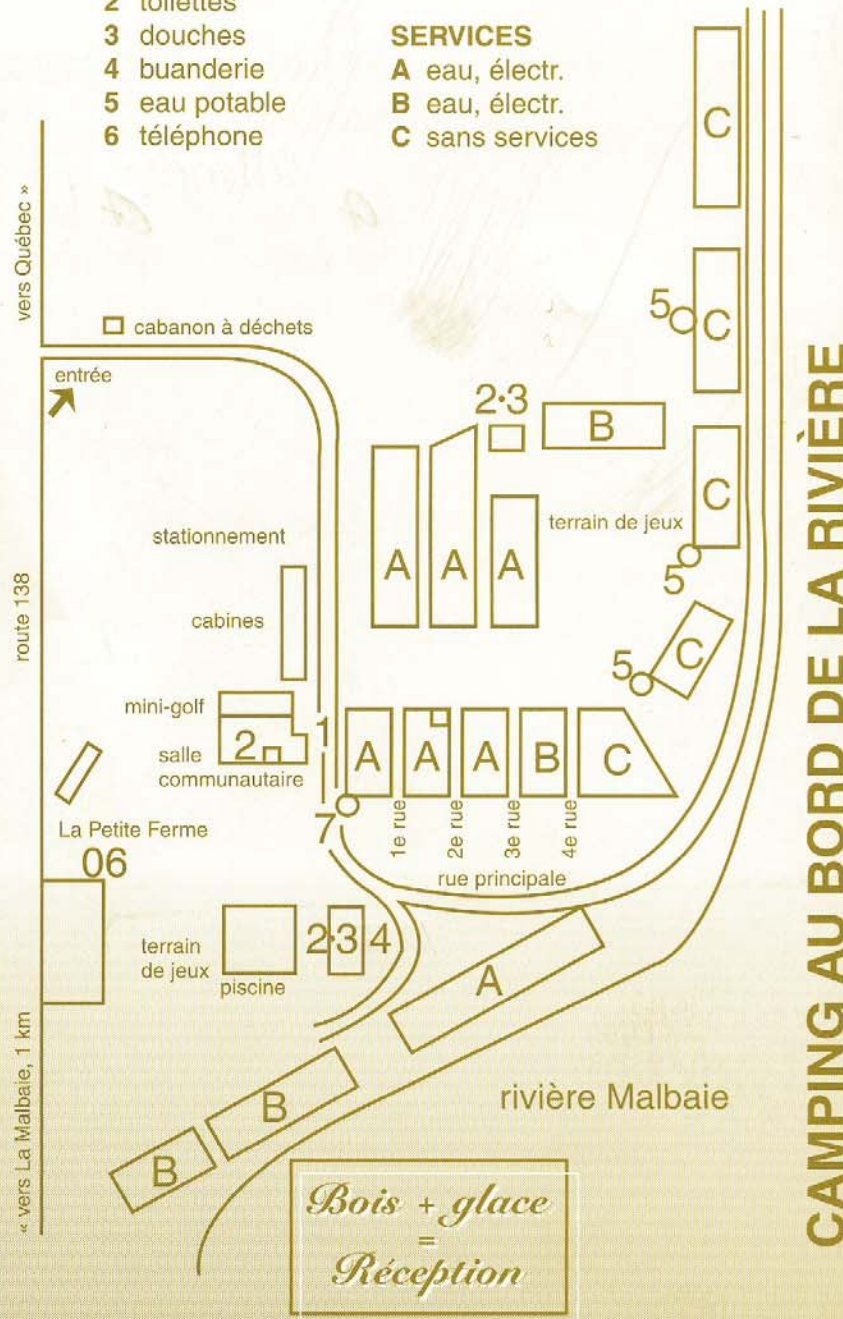 2 toilettes
3 douches
4 buanderie
5 eau potable
6 téléphone
SERVICES
A eau, électr.
B eau, électr.
C sans services
C
vers Québec »
5
C
cabanon à déchets
entrée
2•3
B
C
stationnement
A
A
A
terrain de jeux
5
route 138
cabines
5
C
mini-golf
1
salle
communautaire
2
A
A
A
B
C
7
1e rue
2e rue
3e rue
4e rue
La Petite Ferme
06
rue principale
terrain
de jeux
piscine
2•3
4
A
« vers La Malbaie, 1 km
rivière Malbaie
B
B
Bois + glace
=
Réception
CAMPING AU BORD DE LA RIVIÈRE